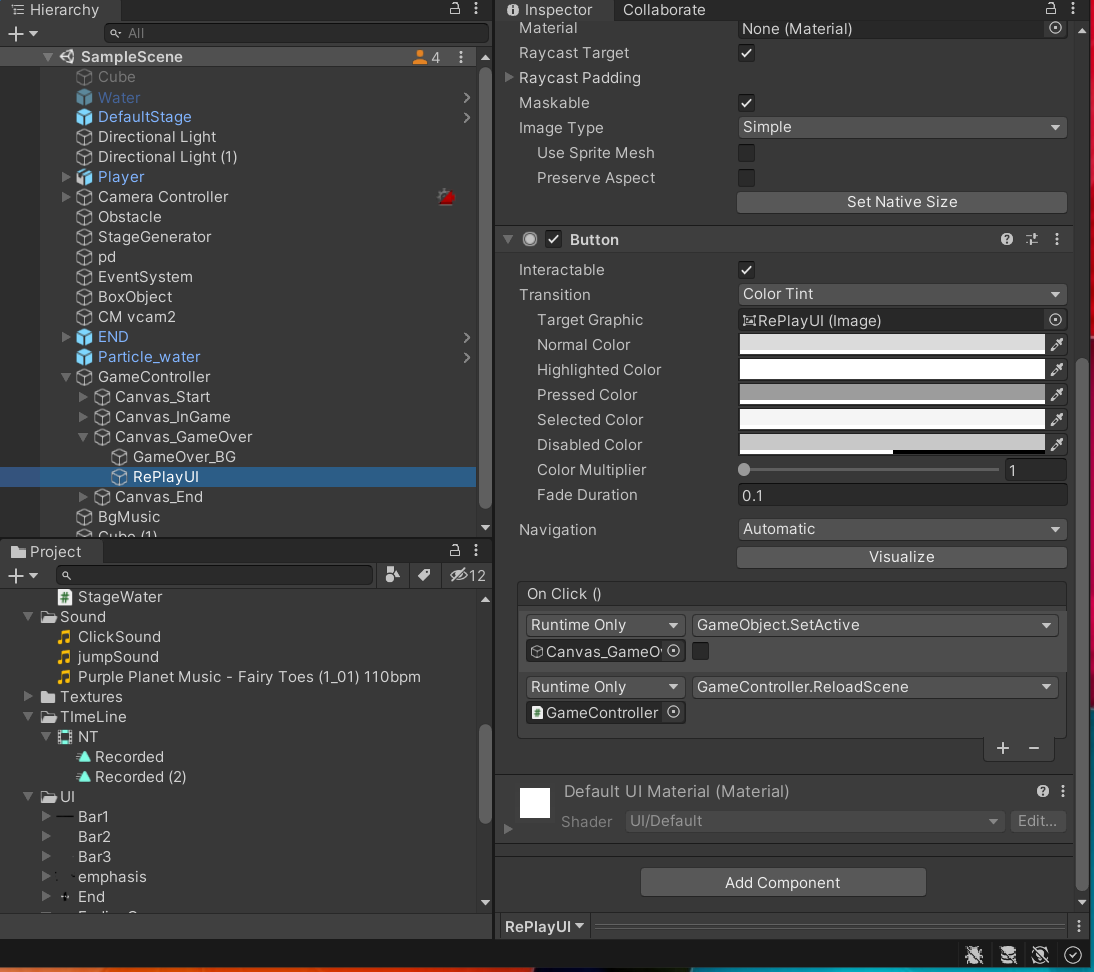 Hierarchy
All
SampleScene 4
Cube
Water
DefaultStage
Directional Light
Directional Light (1)
Player
Camera Controller
Obstacle
StageGenerator
pd
EventSystem
BoxObject
CM vcam2
END
Particle_water
GameController
Canvas_Start
Canvas_InGame
Canvas_GameOver
GameOver_BG
RePlayUI
Canvas_End
BgMusic
Cube (1)
Project
12
StageWater
Sound
ClickSound
jumpSound
Purple Planet Music - Fairy Toes (1_01) 110bpm
Textures
TImeLine
NT
Recorded
Recorded (2)
UI
Bar1
Bar2
Bar3
emphasis
End
Inspector
Collaborate
Material None (Material)
Raycast Target
Raycast Padding
Maskable
Image Type Simple
Use Sprite Mesh
Preserve Aspect
Set Native Size
Button
Interactable
Transition Color Tint
Target Graphic RePlayUI (Image)
Normal Color
Highlighted Color
Pressed Color
Selected Color
Disabled Color
Color Multiplier 1
Fade Duration 0.1
Navigation Automatic
Visualize
On Click ()
Runtime Only GameObject.SetActive
Canvas_GameO
Runtime Only GameController.ReloadScene
GameController
Default UI Material (Material)
Shader UI/Default Edit...
Add Component
RePlayUI